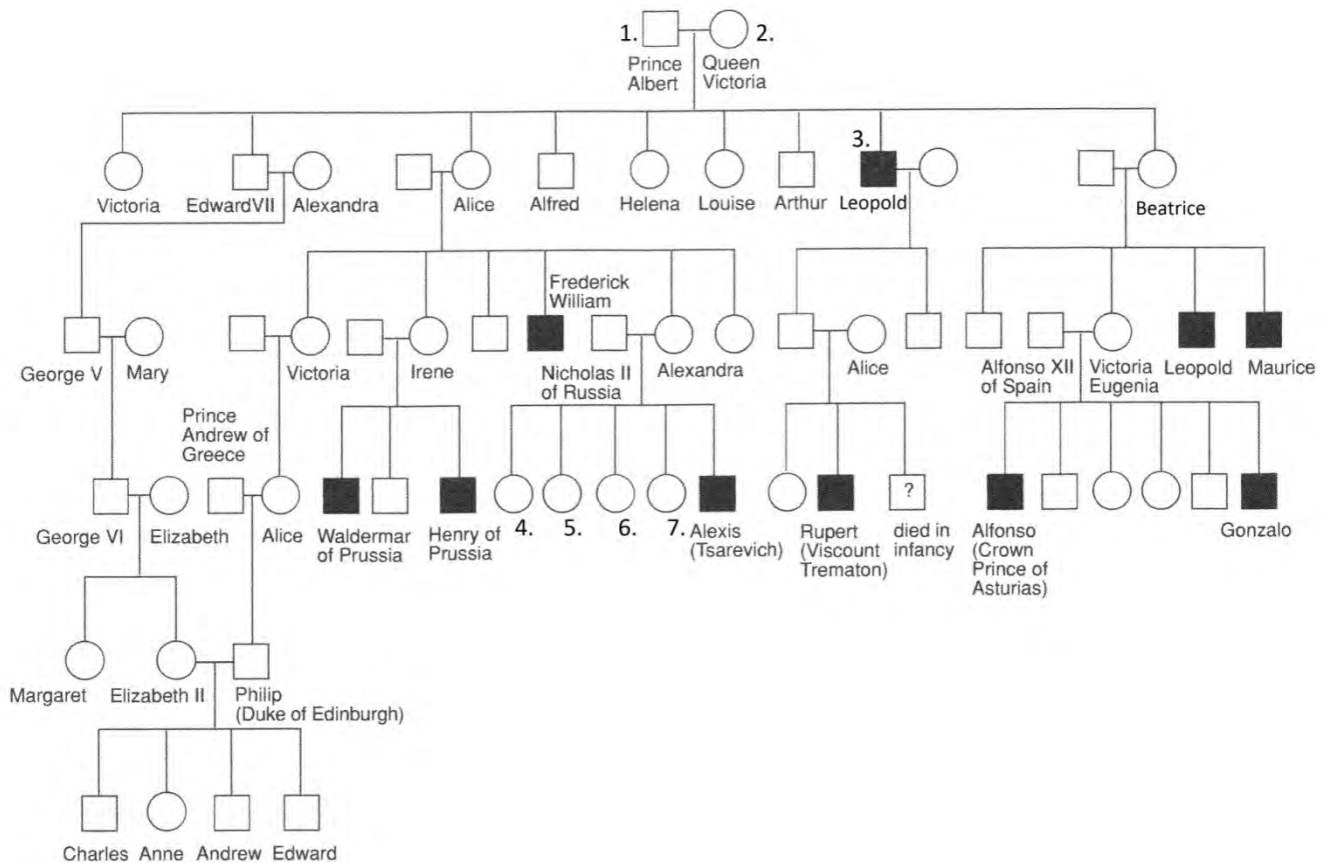 1.
2.
Prince
Albert
Queen
Victoria
3.
Victoria
Edward VII
Alexandra
Alice
Alfred
Helena
Louise
Arthur
Leopold
Beatrice
Frederick
William
George V
Mary
Victoria
Irene
Nicholas II
of Russia
Alexandra
Alice
Alfonso XII
of Spain
Victoria
Eugenia
Leopold
Maurice
Prince
Andrew of
Greece
George VI
Elizabeth
Alice
Waldermar
of Prussia
Henry of
Prussia
4.
5.
6.
7.
Alexis
(Tsarevich)
Rupert
(Viscount
Trematon)
?
died in
infancy
Alfonso
(Crown
Prince of
Asturias)
Gonzalo
Margaret
Elizabeth II
Philip
(Duke of Edinburgh)
Charles
Anne
Andrew
Edward